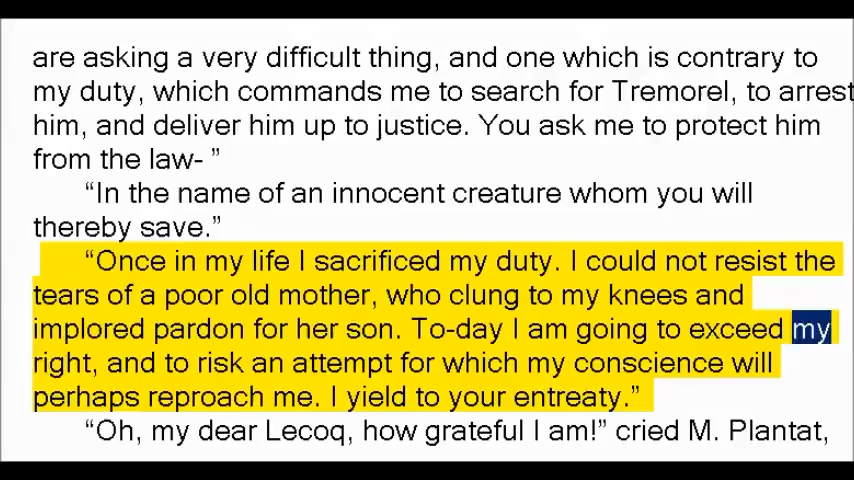 are asking a very difficult thing, and one which is contrary to
my duty, which commands me to search for Tremorel, to arrest
him, and deliver him up to justice. You ask me to protect him
from the law- ”
“In the name of an innocent creature whom you will
thereby save.”
“Once in my life I sacrificed my duty. I could not resist the
tears of a poor old mother, who clung to my knees and
implored pardon for her son. To-day I am going to exceed my
right, and to risk an attempt for which my conscience will
perhaps reproach me. I yield to your entreaty.”
“Oh, my dear Lecoq, how grateful I am!” cried M. Plantat,